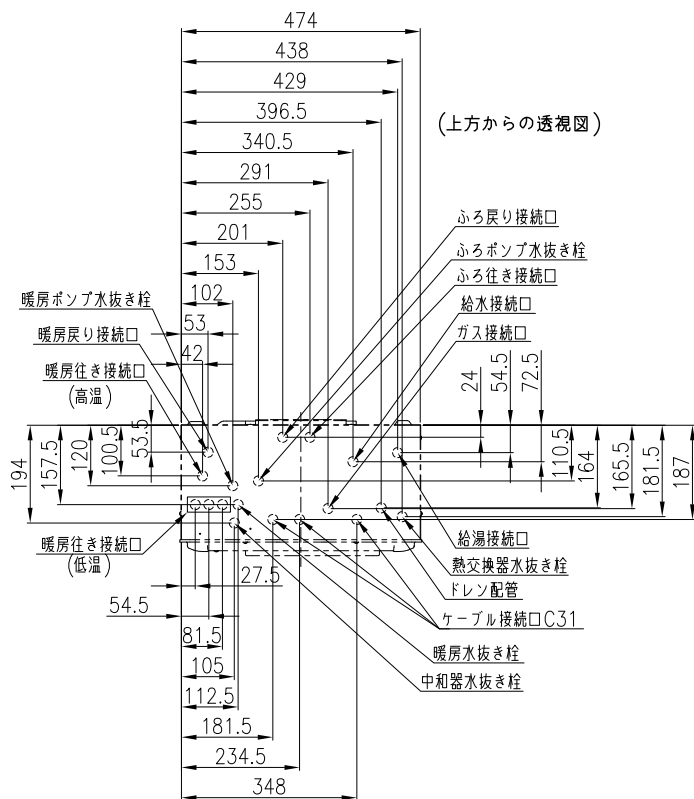 474
438
429
396.5
(上方からの透視図)
340.5
291
255
ふろ戻り接続口
201
ふろポンプ水抜き栓
153
ふろ往き接続口
暖房ポンプ水抜き栓
102
給水接続口
53
ガス接続口
暖房戻り接続口
42
暖房往き接続口
(高温)
24
54.5
72.5
194
157.5
53.5
120
100.5
110.5
164
165.5
181.5
187
暖房往き接続口
(低温)
給湯接続口
熱交換器水抜き栓
27.5
ドレン配管
54.5
ケーブル接続口C31
81.5
暖房水抜き栓
105
中和器水抜き栓
112.5
181.5
234.5
348